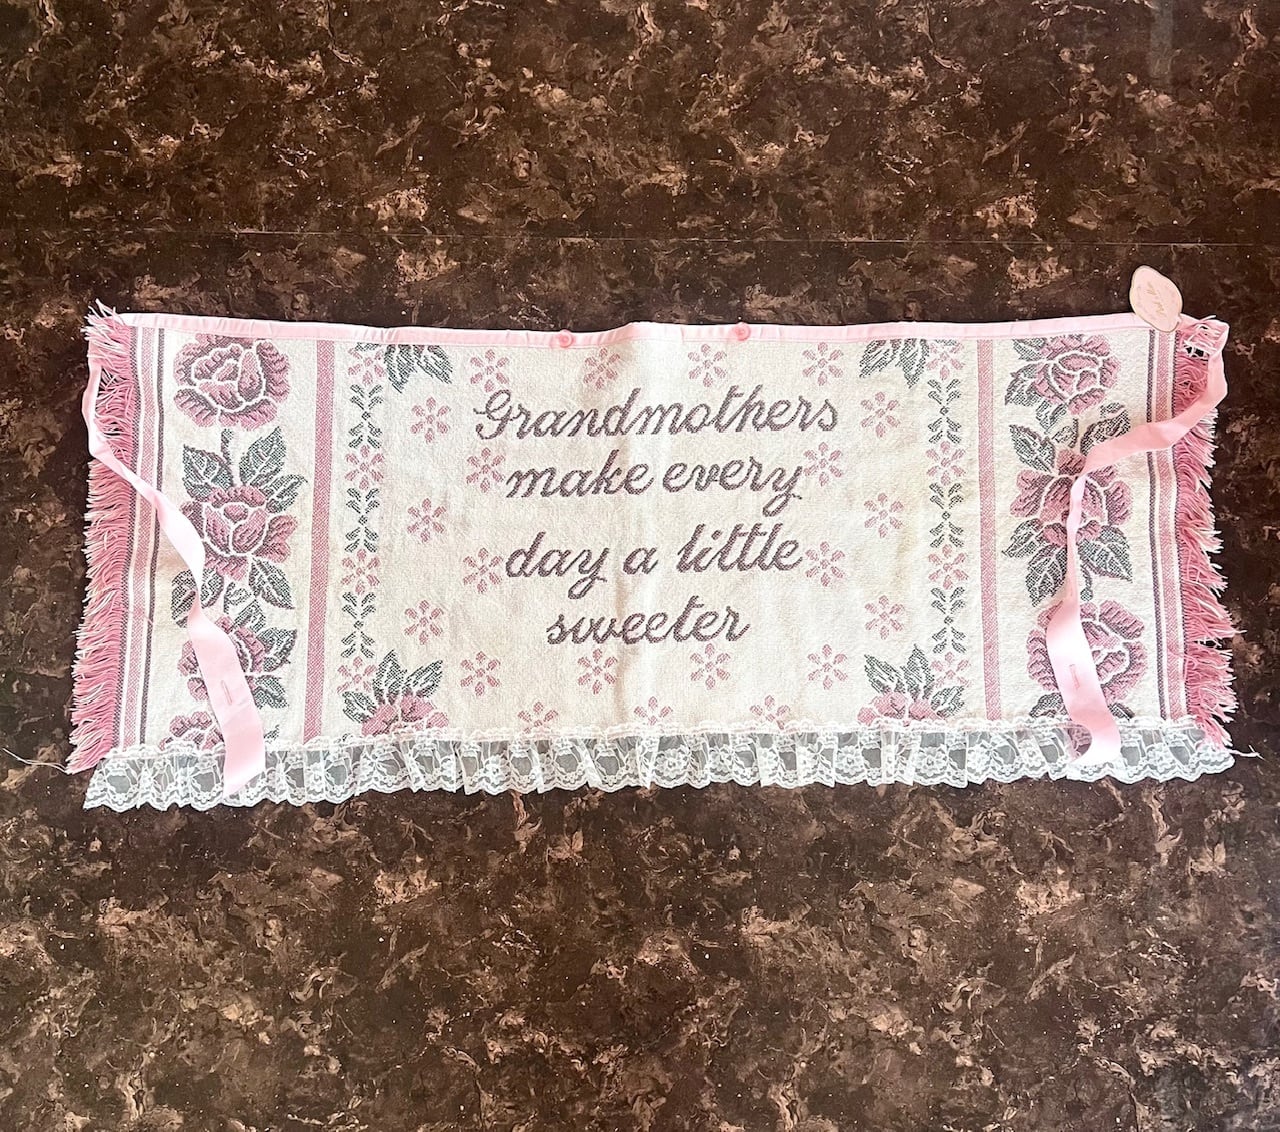 Grandmothers
make every
day a little
sweeter